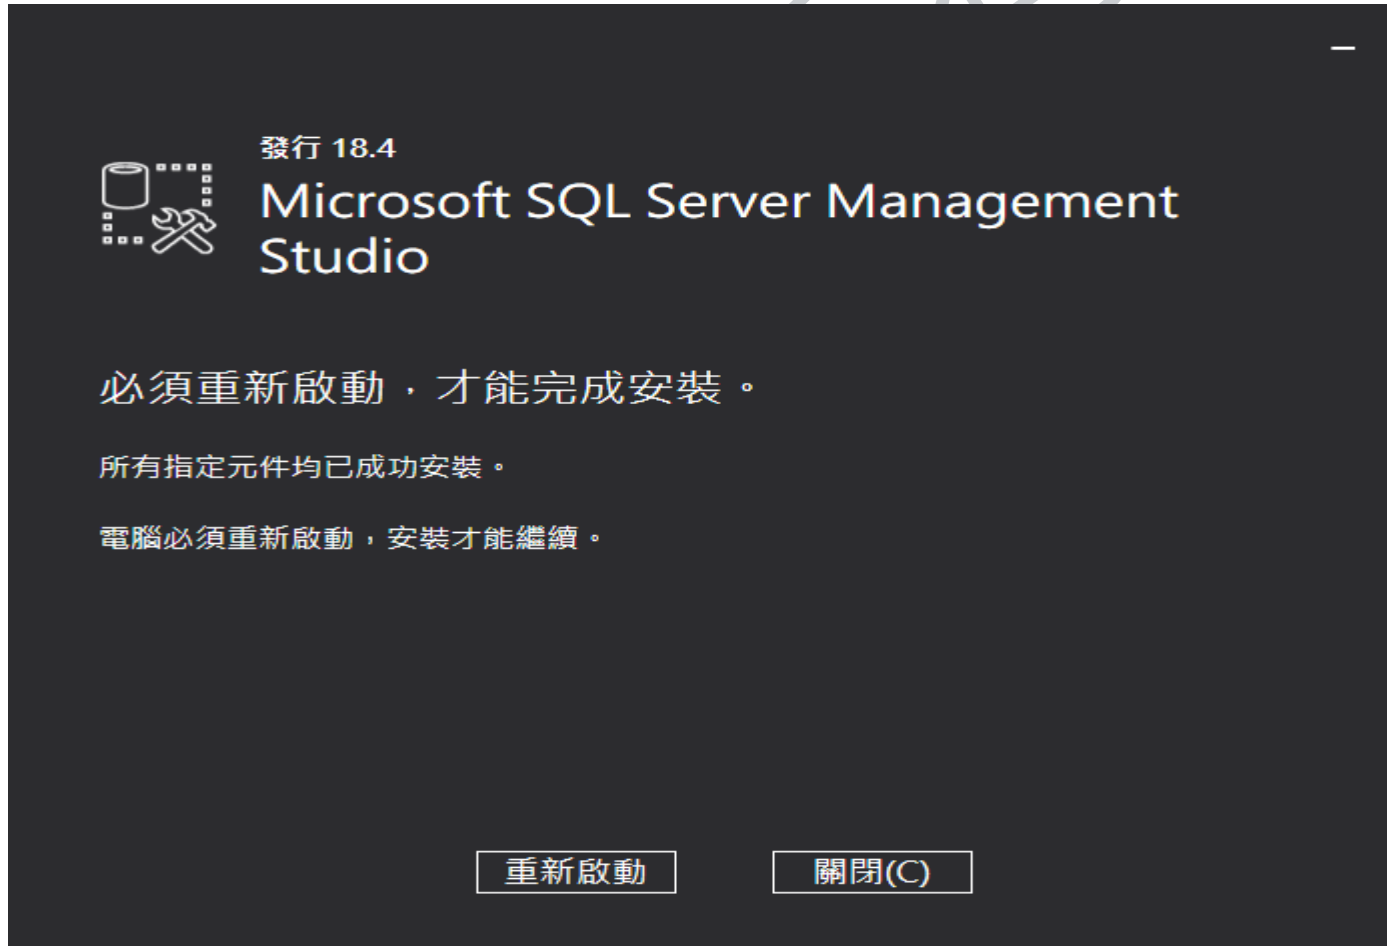 發行 18.4
Microsoft SQL Server Management
Studio
必須重新啟動，才能完成安裝。
所有指定元件均已成功安裝。
電腦必須重新啟動，安裝才能繼續。
重新啟動
關閉(C)